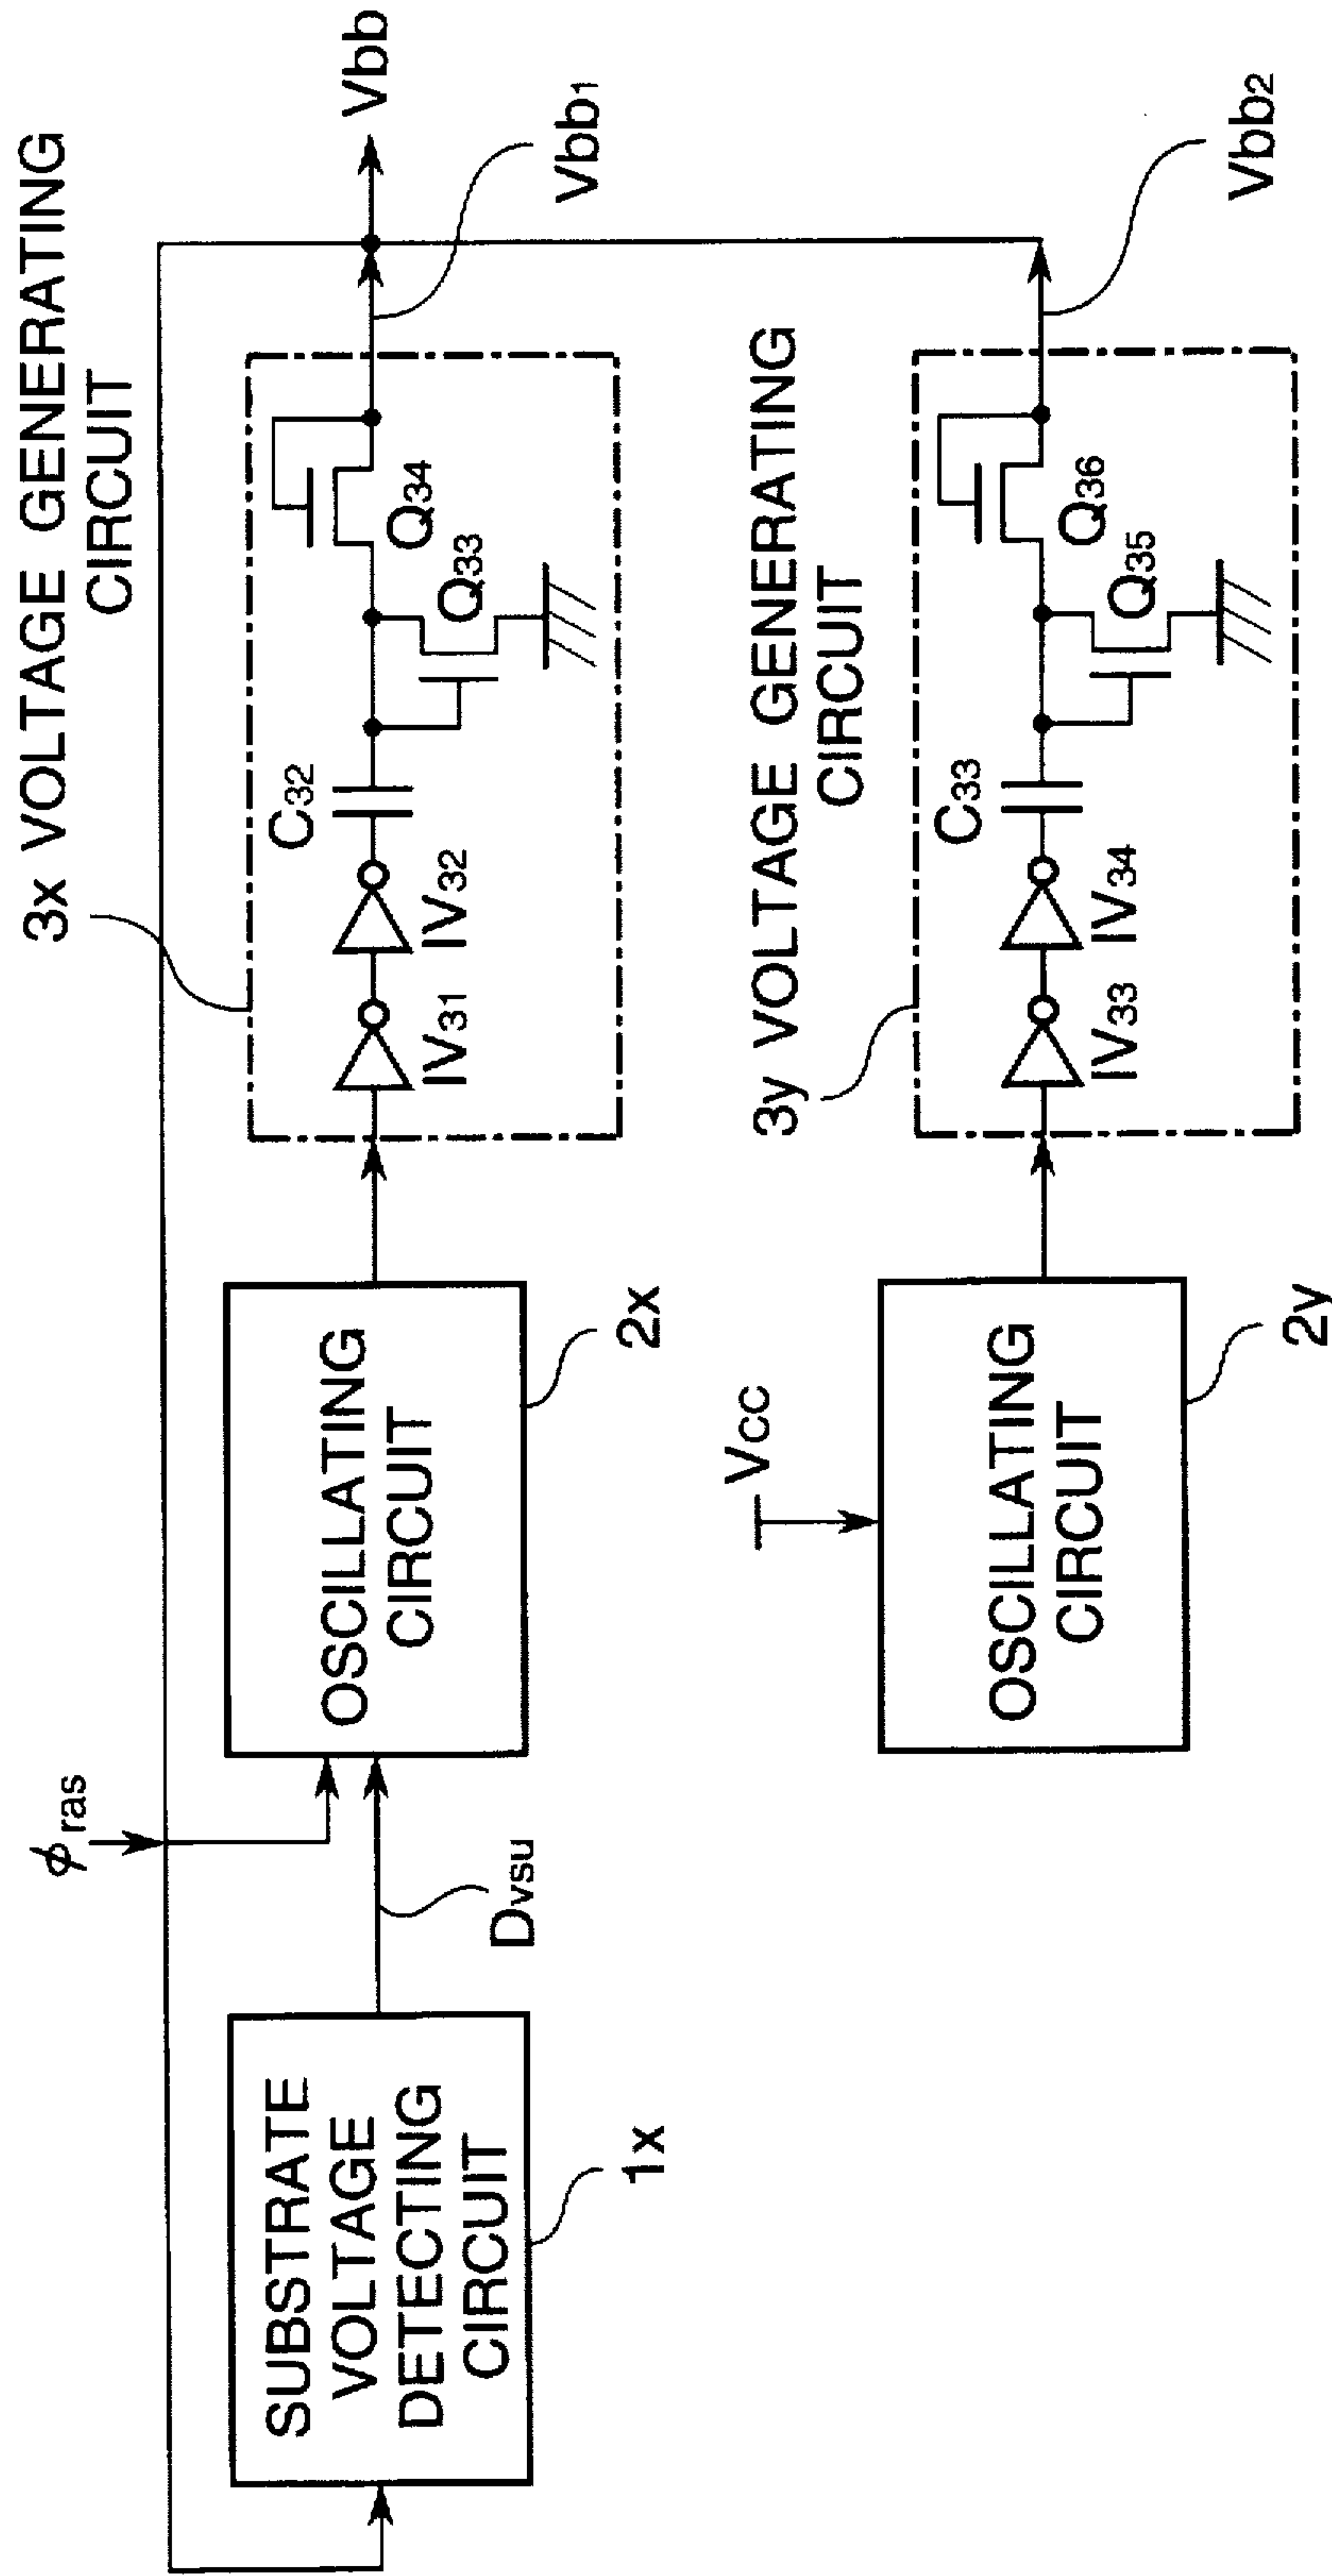 3x VOLTAGE GENERATING
CIRCUIT
ϕras
Vbb
Vbb1
SUBSTRATE
VOLTAGE
DETECTING
CIRCUIT
1x
Dvsu
OSCILLATING
CIRCUIT
2x
IV31
IV32
C32
Q33
Q34
3y VOLTAGE GENERATING
CIRCUIT
Vcc
OSCILLATING
CIRCUIT
2y
IV33
IV34
C33
Q35
Q36
Vbb2